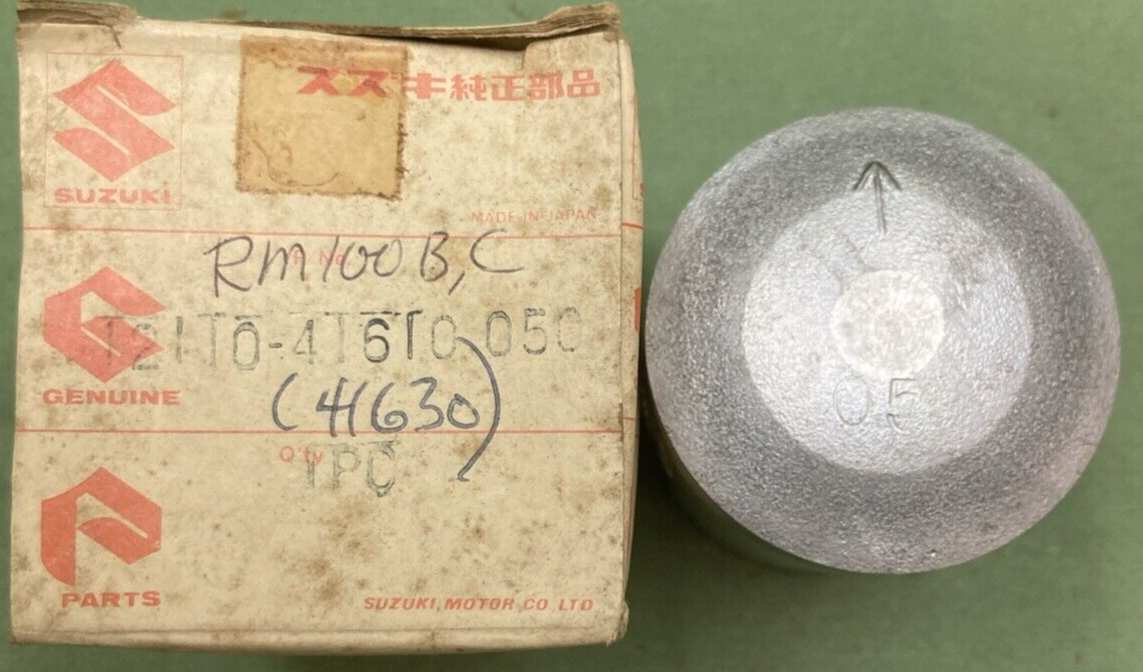 スズキ純正部品
SUZUKI
MADE IN JAPAN
P. No.
RM100B,C
12110-41610-050
GENUINE
(41630)
Q'ty
1PC
PARTS
SUZUKI MOTOR CO LTD
05